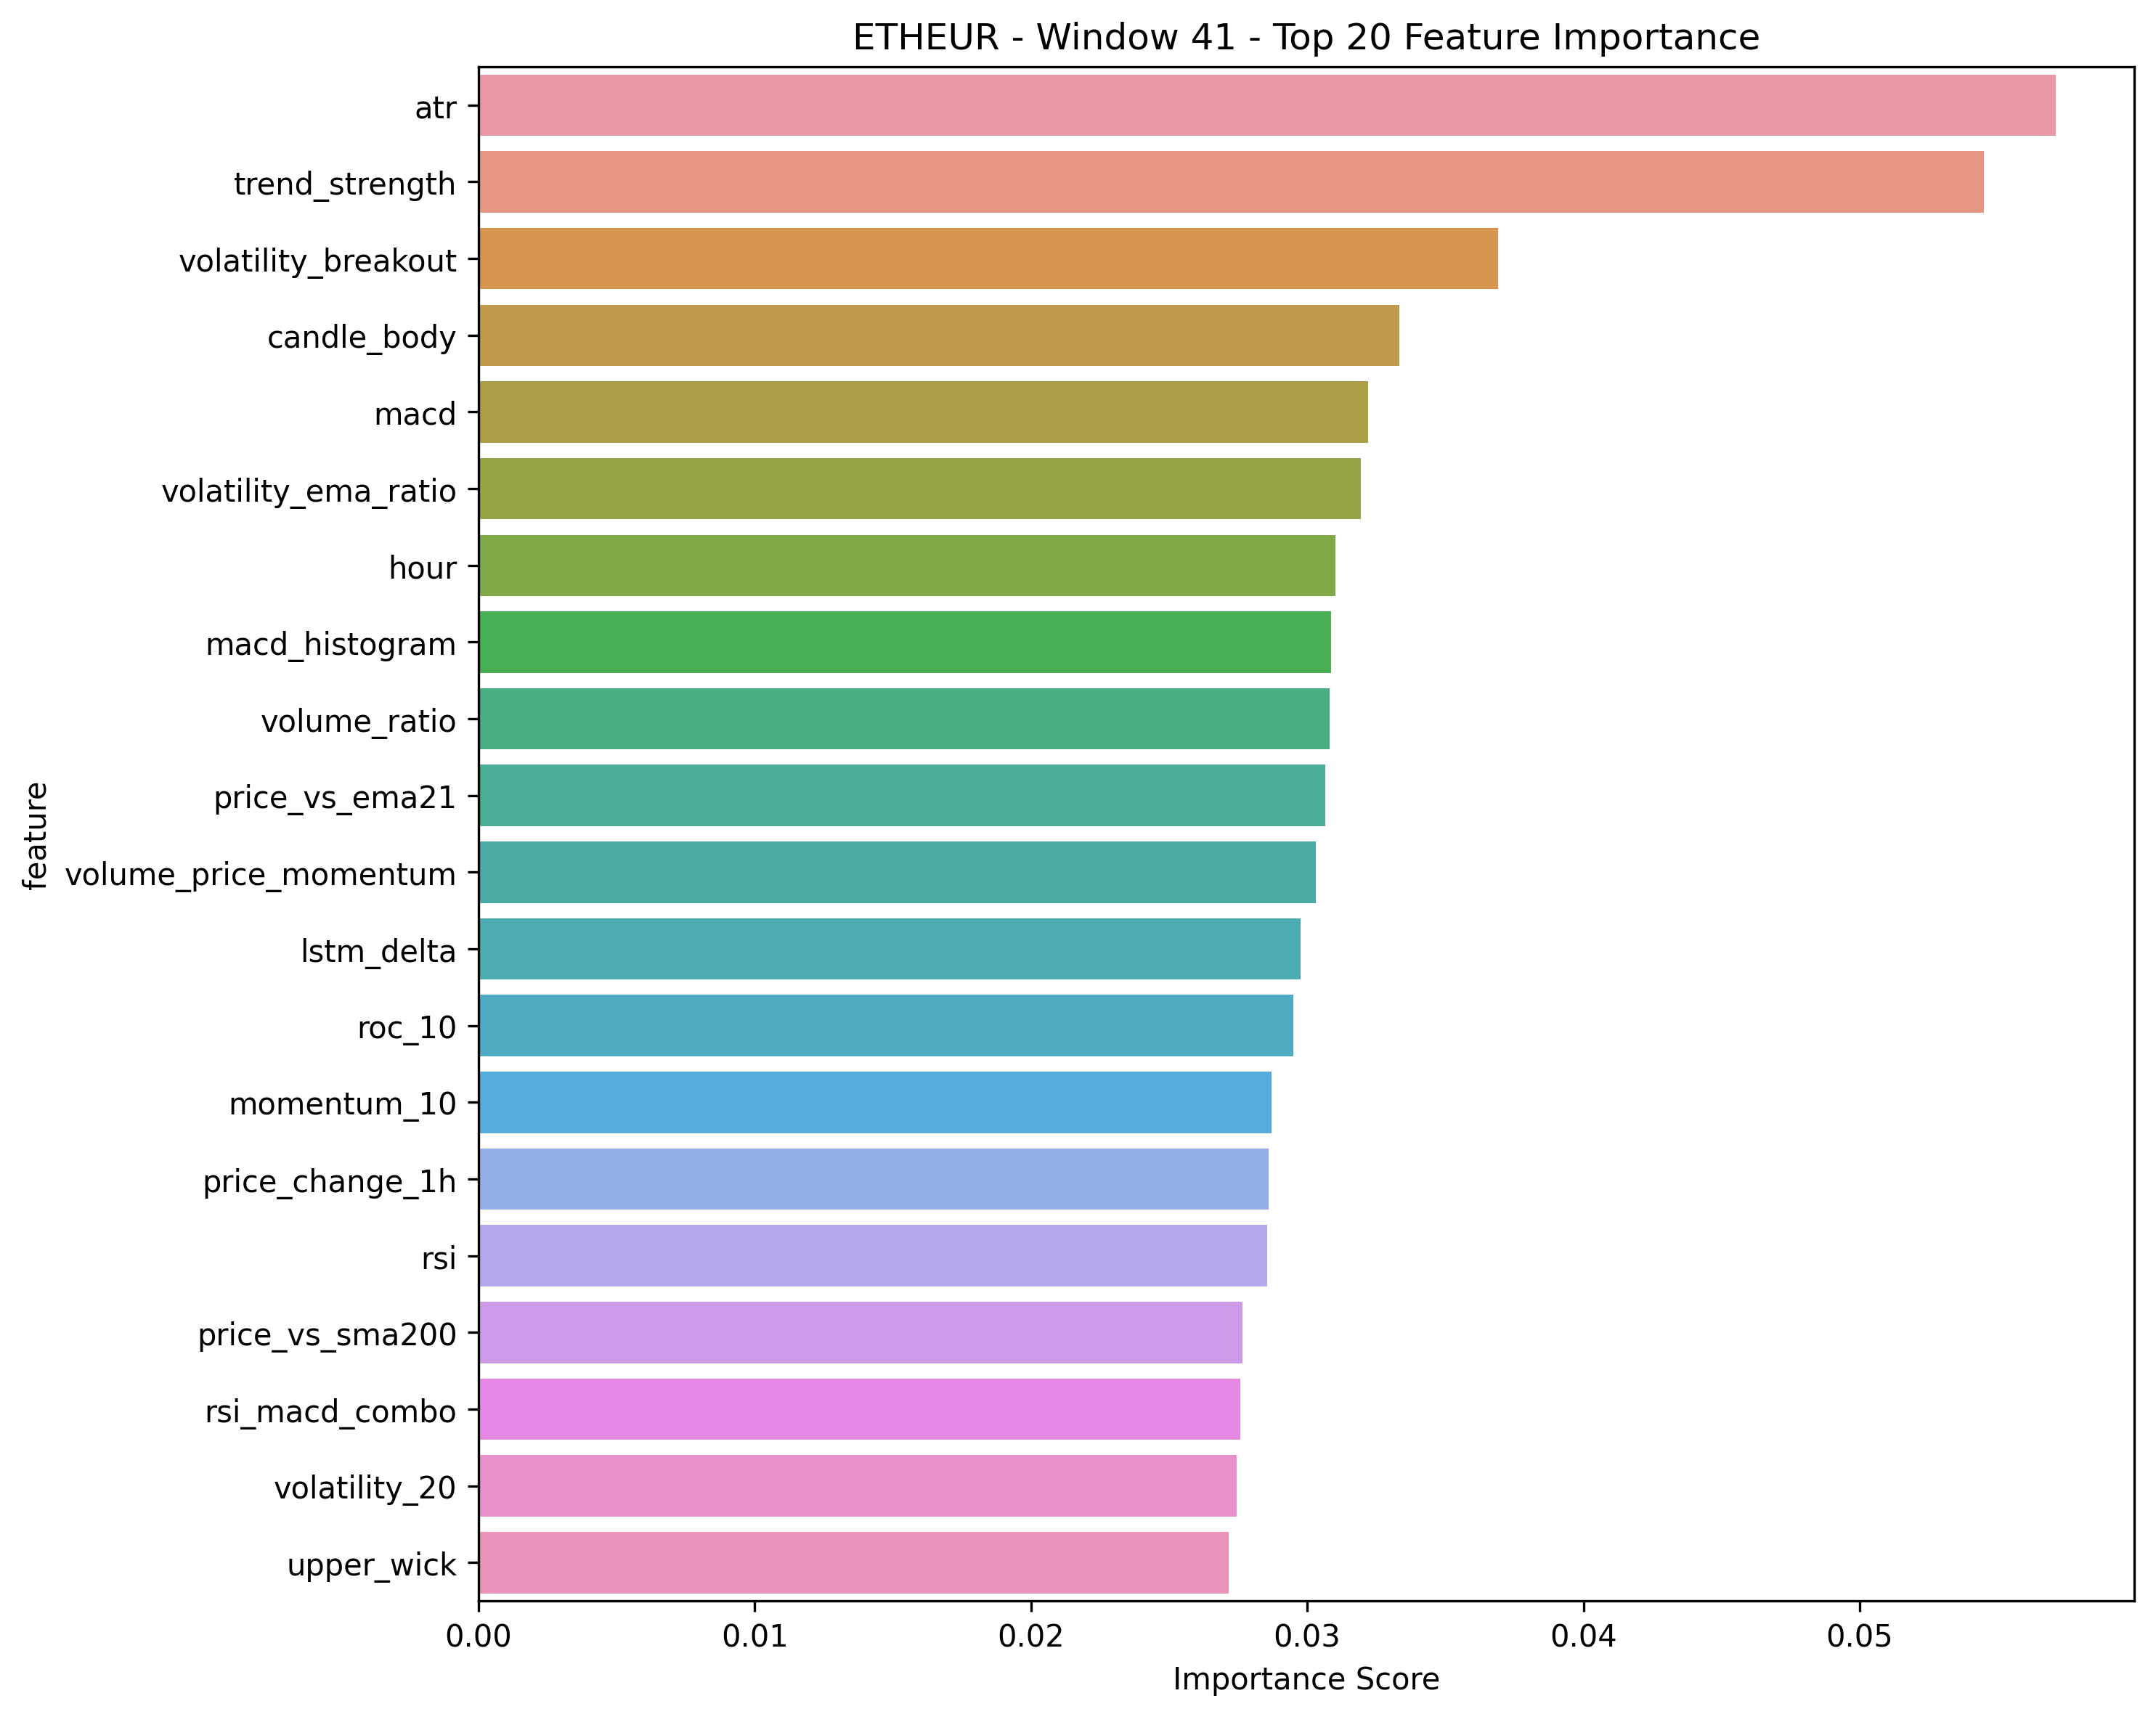 ETHEUR - Window 41 - Top 20 Feature Importance
atr
trend_strength
volatility_breakout
candle_body
macd
volatility_ema_ratio
hour
macd_histogram
volume_ratio
price_vs_ema21
volume_price_momentum
lstm_delta
roc_10
momentum_10
price_change_1h
rsi
price_vs_sma200
rsi_macd_combo
volatility_20
upper_wick
feature
0.00 0.01 0.02 0.03 0.04 0.05
Importance Score